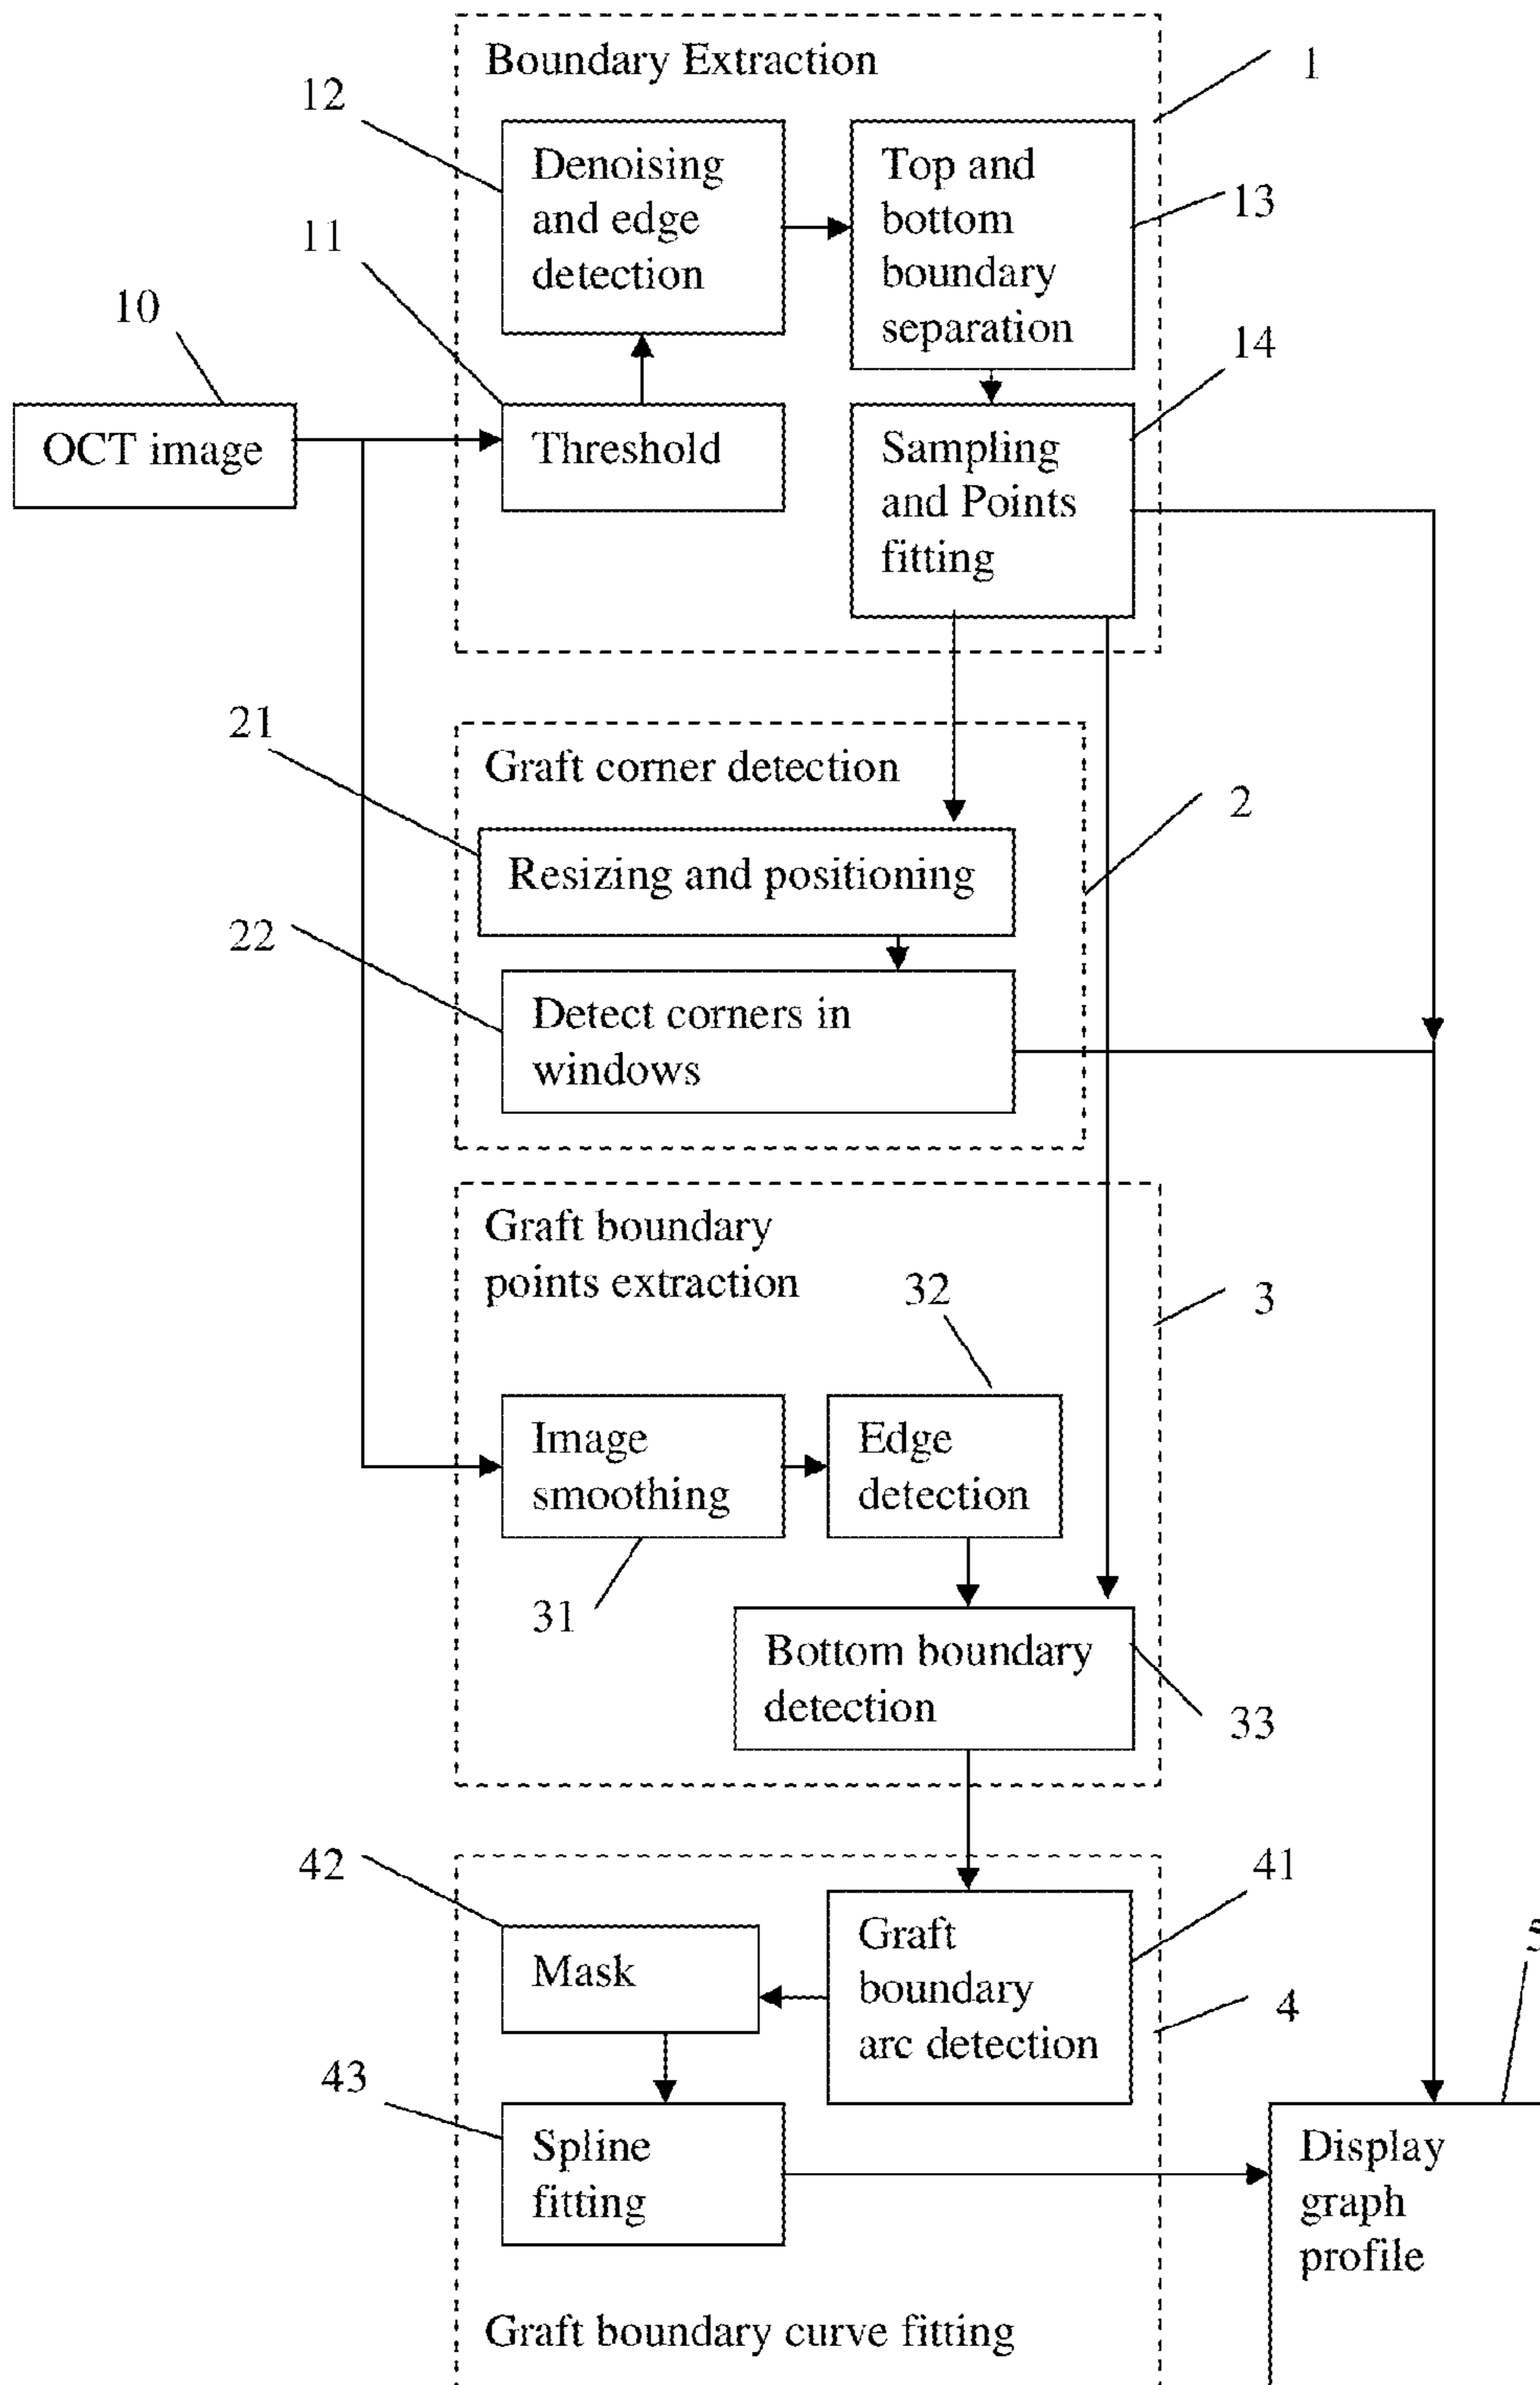 Boundary Extraction
1
12
Denoising
and edge
detection
Top and
bottom
boundary
separation
13
11
10
14
OCT image
Threshold
Sampling
and Points
fitting
21
Graft corner detection
2
Resizing and positioning
22
Detect corners in
windows
Graft boundary
points extraction
32
3
Image
smoothing
Edge
detection
31
Bottom boundary
detection
33
42
41
Mask
Graft
boundary
arc detection
5
4
43
Spline
fitting
Display
graph
profile
Graft boundary curve fitting